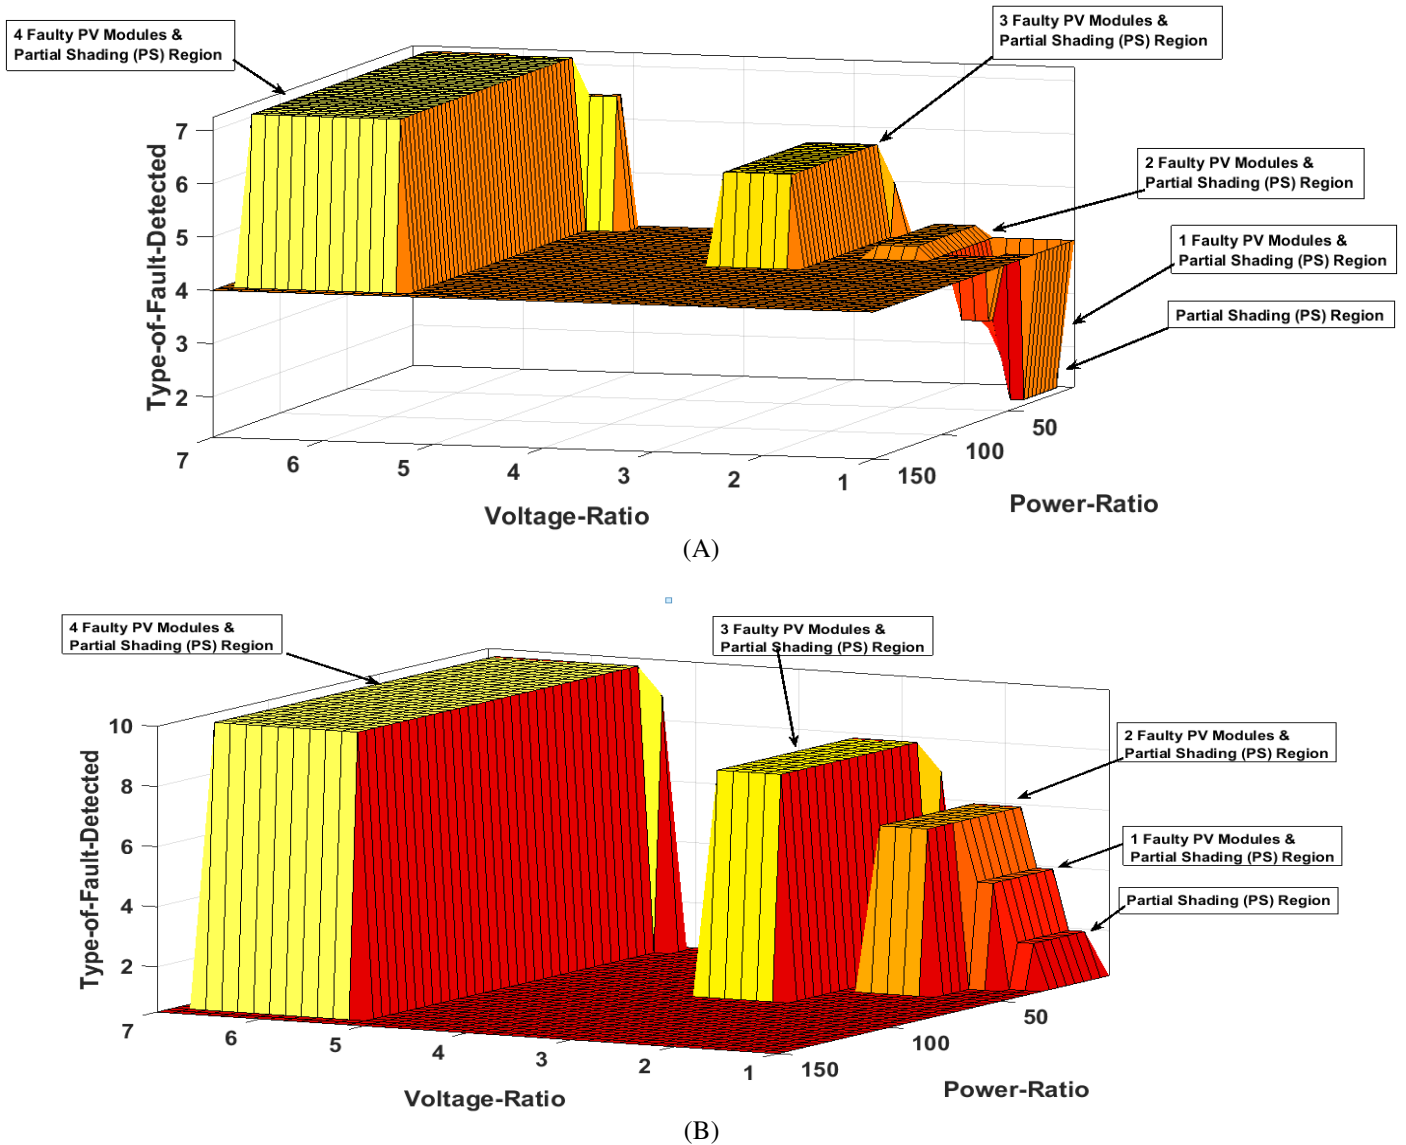 4 Faulty PV Modules &
Partial Shading (PS) Region
3 Faulty PV Modules &
Partial Shading (PS) Region
2 Faulty PV Modules &
Partial Shading (PS) Region
1 Faulty PV Modules &
Partial Shading (PS) Region
Partial Shading (PS) Region
Type-of-Fault-Detected
7
6
5
4
3
2
7
6
5
4
3
2
1
150
100
50
Voltage-Ratio
Power-Ratio
(A)
4 Faulty PV Modules &
Partial Shading (PS) Region
3 Faulty PV Modules &
Partial Shading (PS) Region
2 Faulty PV Modules &
Partial Shading (PS) Region
1 Faulty PV Modules &
Partial Shading (PS) Region
Partial Shading (PS) Region
Type-of-Fault-Detected
10
8
6
4
2
7
6
5
4
3
2
1
150
100
50
Voltage-Ratio
Power-Ratio
(B)